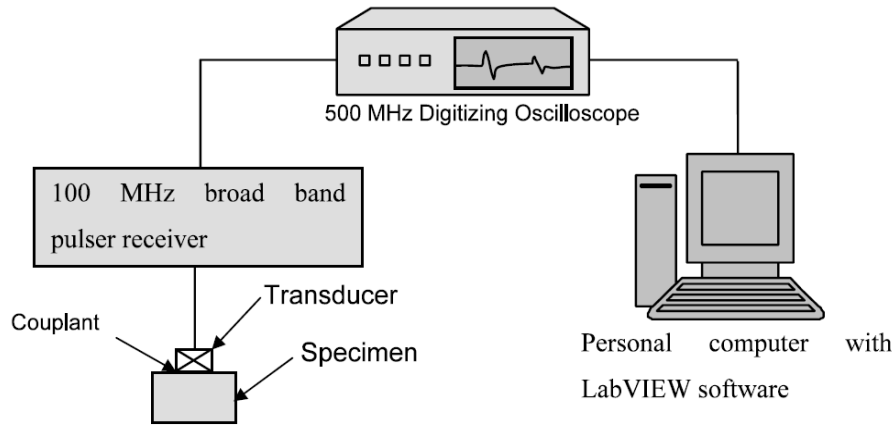 500 MHz Digitizing Oscilloscope
100 MHz broad band
pulser receiver
Transducer
Couplant
Specimen
Personal computer with
LabVIEW software